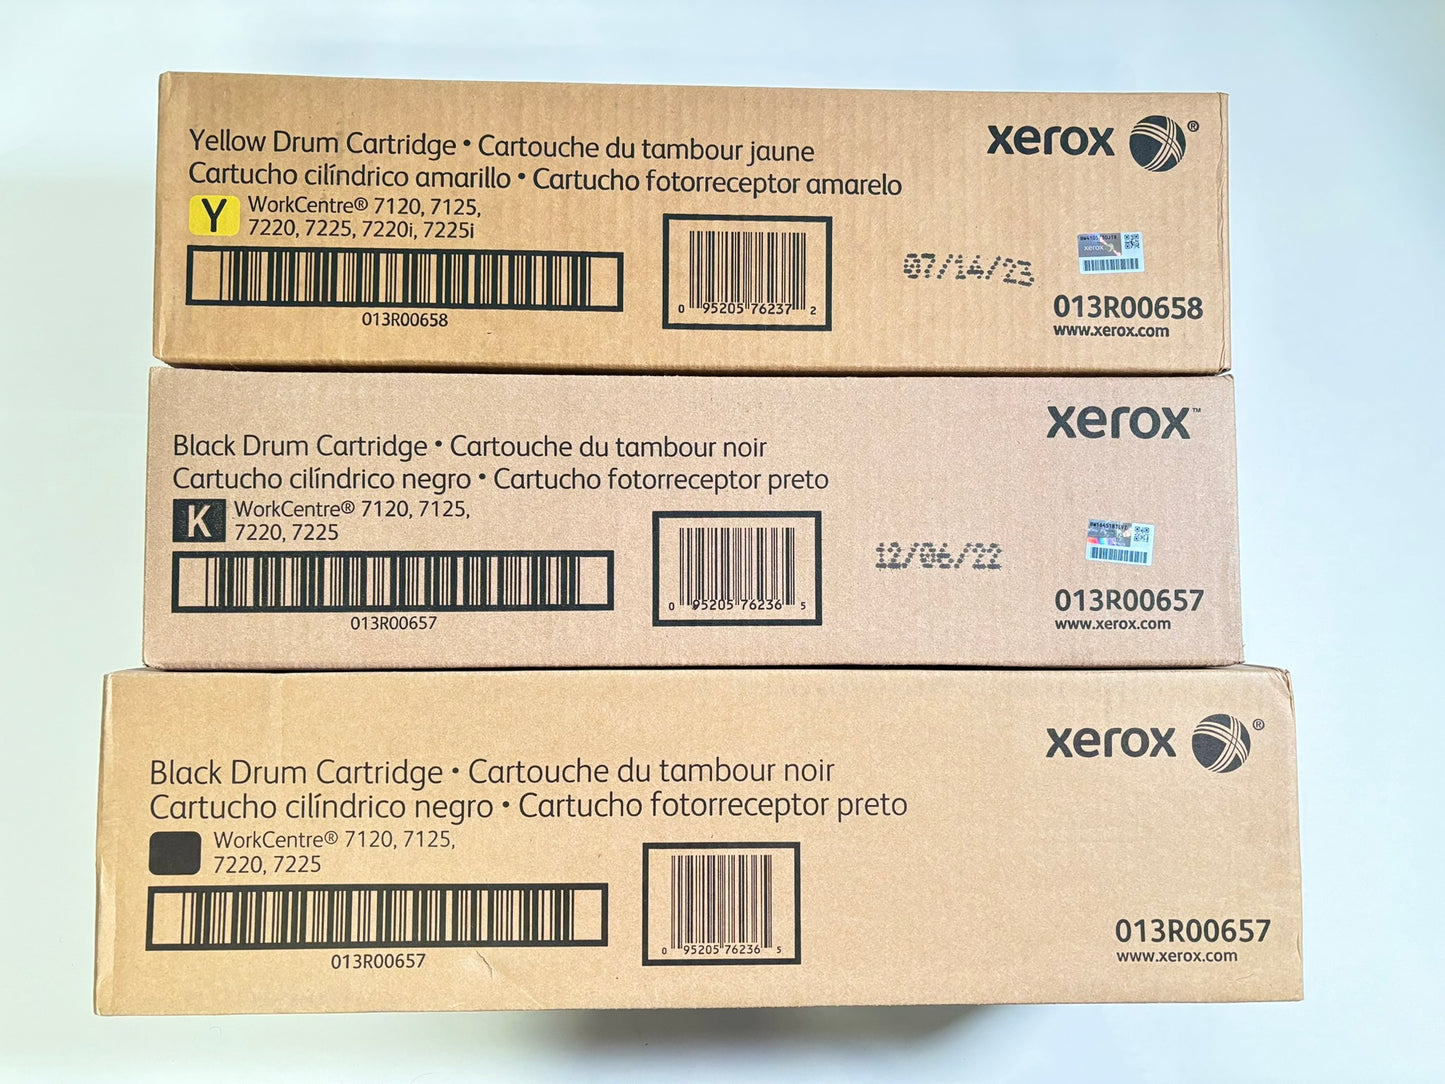 Yellow Drum Cartridge • Cartouche du tambour jaune
Cartucho cilíndrico amarillo • Cartucho fotorreceptor amarelo
Y
WorkCentre® 7120, 7125,
7220, 7225, 7220i, 7225i
013R00658
0 95205 76237 2
07/14/23
xerox ®
xerox
013R00658
www.xerox.com
Black Drum Cartridge • Cartouche du tambour noir
Cartucho cilíndrico negro • Cartucho fotorreceptor preto
K
WorkCentre® 7120, 7125,
7220, 7225
013R00657
0 95205 76236 5
12/06/22
xerox™
013R00657
www.xerox.com
Black Drum Cartridge • Cartouche du tambour noir
Cartucho cilíndrico negro • Cartucho fotorreceptor preto
WorkCentre® 7120, 7125,
7220, 7225
013R00657
0 95205 76236 5
xerox ®
013R00657
www.xerox.com